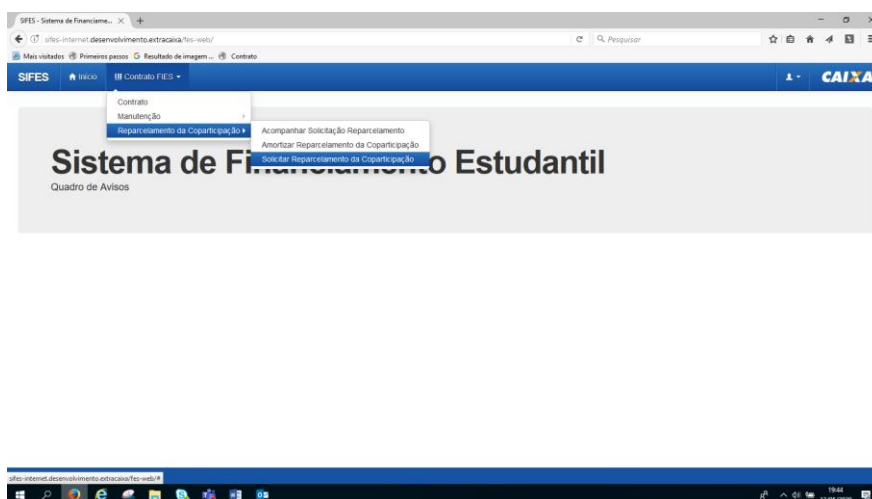 SIFES - Sistema de Financiame...
sifes-internet.desenvolvimento.extracaixa/fes-web/
Pesquisar
Mais visitados Primeiros passos Resultado de imagem ... Contrato
SIFES Início Contrato FIES
CAIXA
Contrato
Manutenção
Reparcelamento da Coparticipação
Acompanhar Solicitação Reparcelamento
Amortizar Reparcelamento da Coparticipação
Solicitar Reparcelamento da Coparticipação
Sistema de Fi o Estudantil
Quadro de Avisos
sifes-internet.desenvolvimento.extracaixa/fes-web/#
19:44